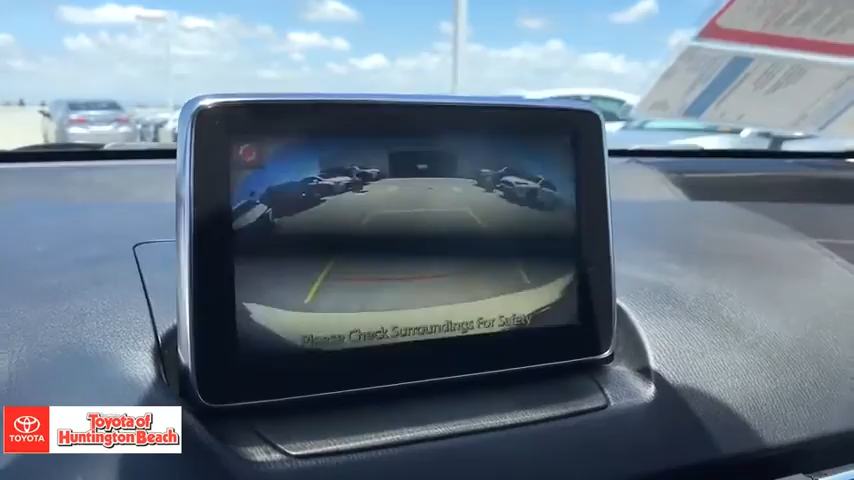 Please Check Surroundings For Safety
TOYOTA
Toyota of
Huntington Beach